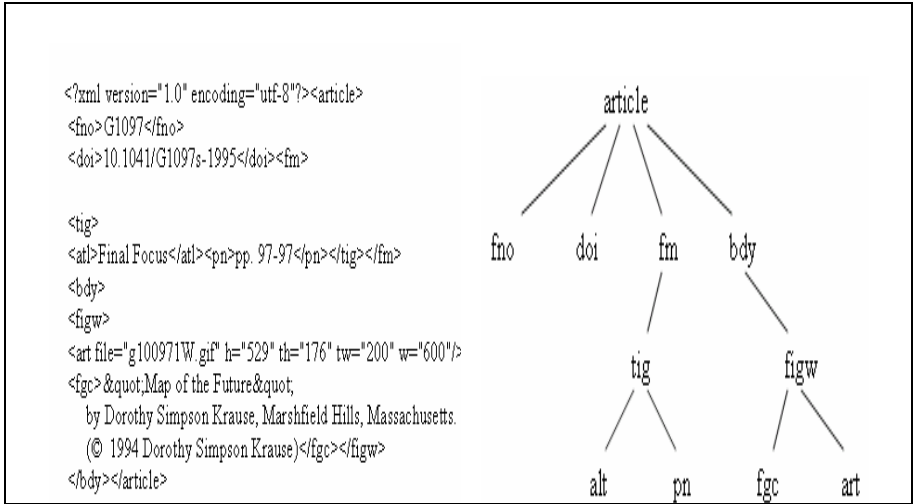 <?xml version="1.0" encoding="utf-8"?><article>
<fno>G1097</fno>
<doi>10.1041/G1097s-1995</doi><fm>
<tig>
<atl>Final Focus</atl><pn>pp. 97-97</pn></tig></fm>
<bdy>
<figw>
<art file="g100971W.gif" h="529" th="176" tw="200" w="600"/>
<fgc>&quot;Map of the Future&quot;
by Dorothy Simpson Krause, Marshfield Hills, Massachusetts.
(© 1994 Dorothy Simpson Krause)</fgc></figw>
</bdy></article>
article
fno doi fm bdy
tig figw
alt pn fgc art